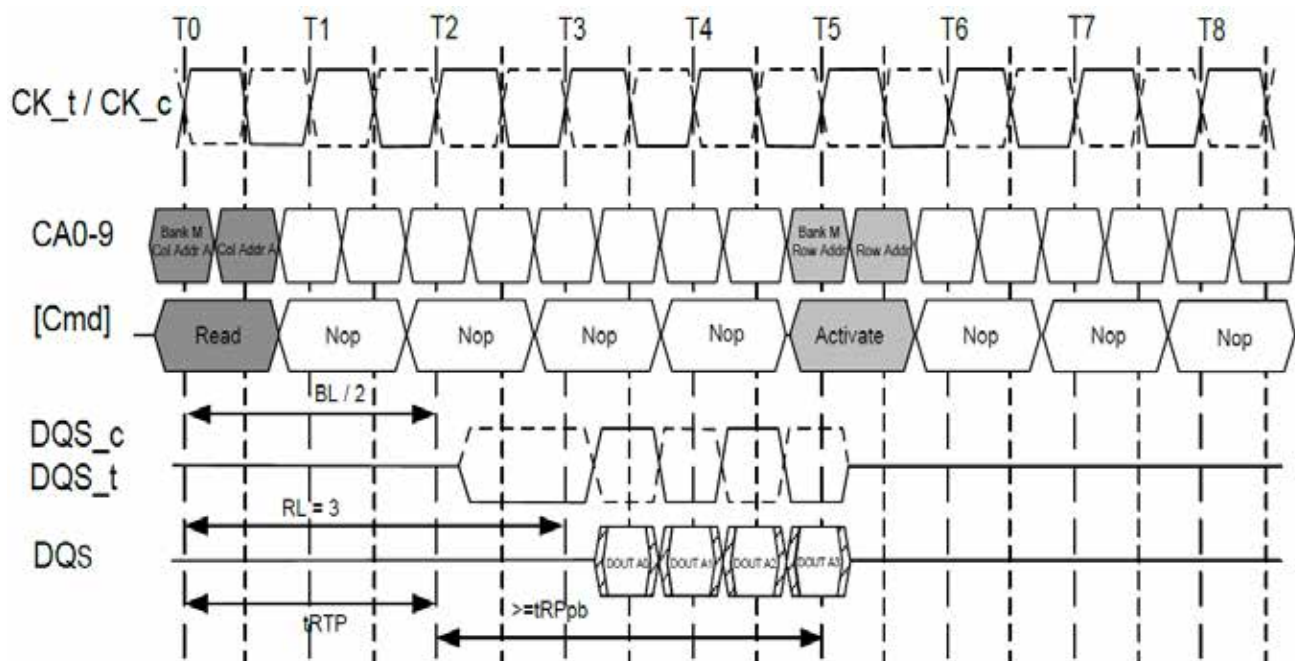 T0 T1 T2 T3 T4 T5 T6 T7 T8
CK_t / CK_c
CA0-9
Bank M
Col Addr A
Col Addr A
Bank M
Row Addr
Row Addr
[Cmd]
Read Nop Nop Nop Nop Activate Nop Nop Nop
BL / 2
DQS_c
DQS_t
RL = 3
DQs
DOUT A0 DOUT A1 DOUT A2 DOUT A3
tRTP
>=tRPpb